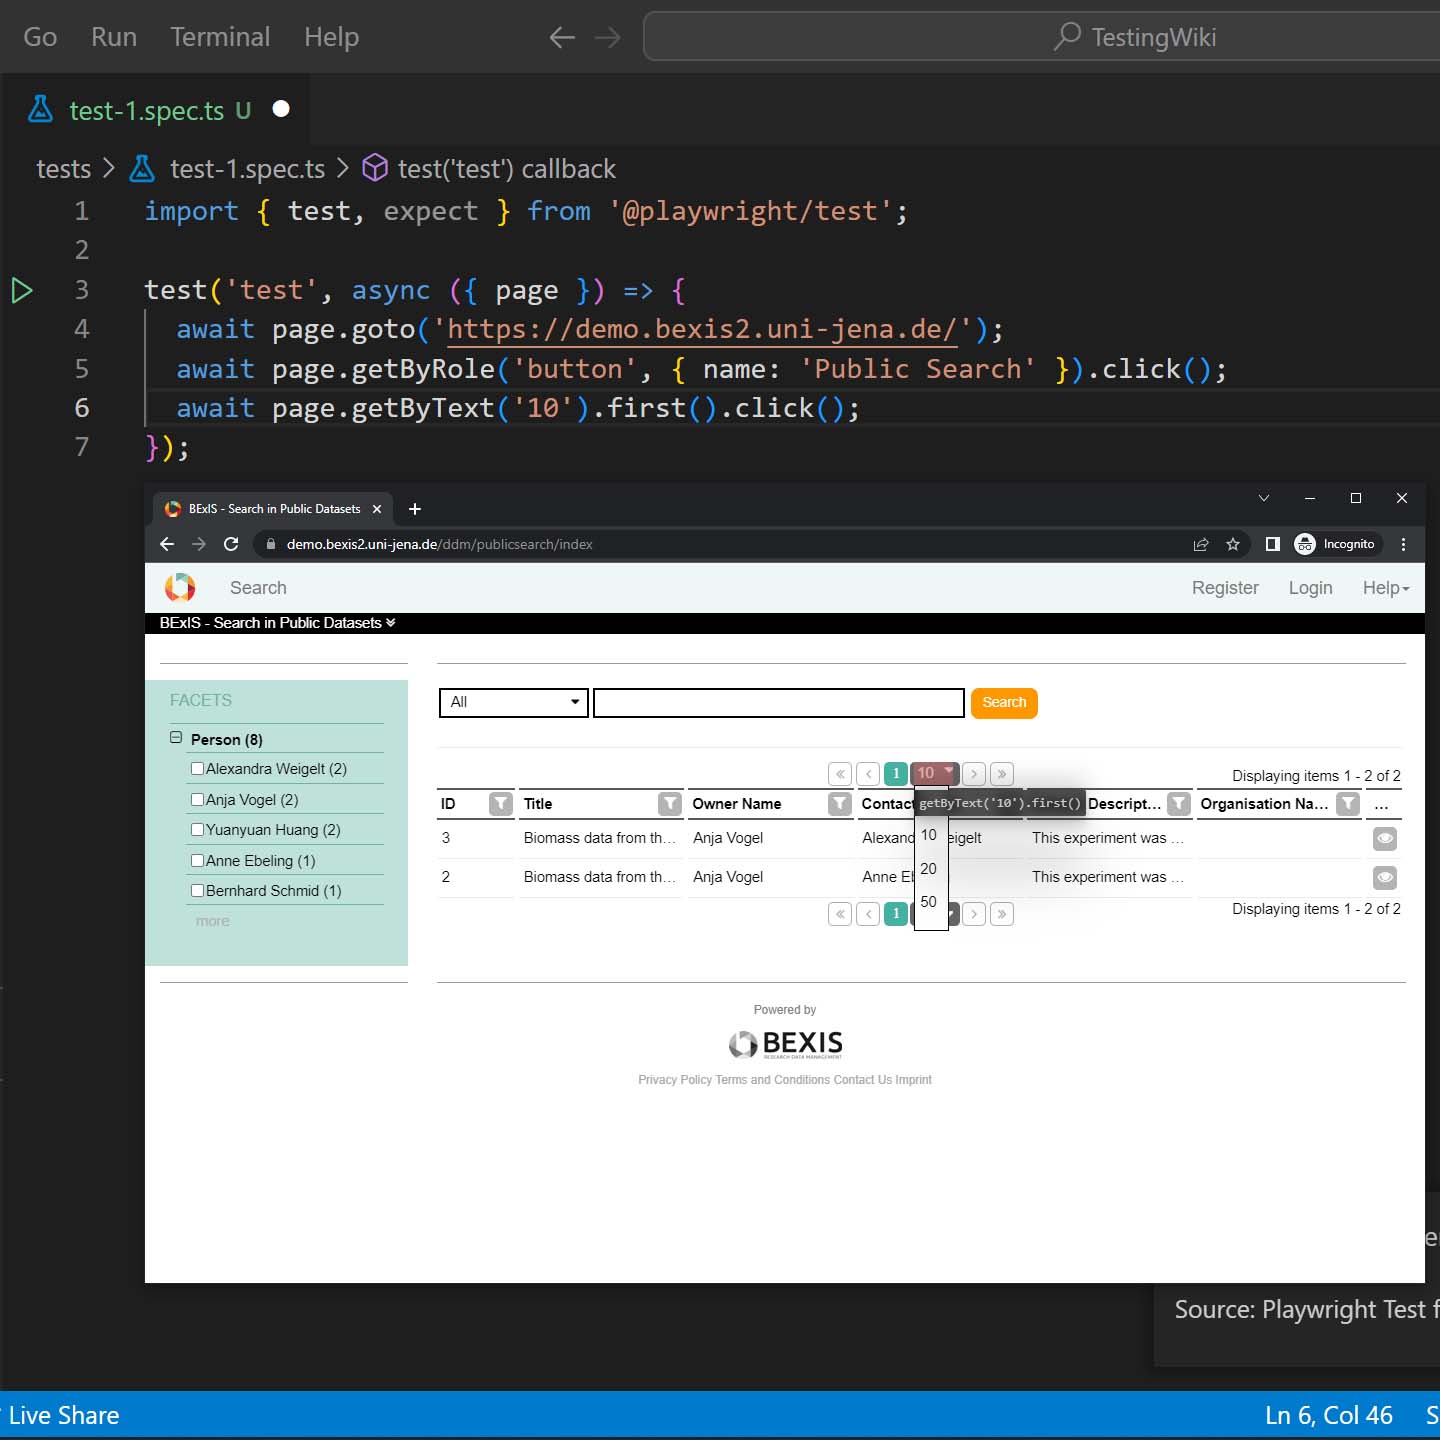 Go Run Terminal Help TestingWiki
test-1.spec.ts U
tests > test-1.spec.ts > test('test') callback
1 import { test, expect } from '@playwright/test';
2
3 test('test', async ({ page }) => {
4 await page.goto('https://demo.bexis2.uni-jena.de/');
5 await page.getByRole('button', { name: 'Public Search' }).click();
6 await page.getByText('10').first().click();
7 });
BExIS - Search in Public Datasets
demo.bexis2.uni-jena.de/ddm/publicsearch/index Incognito
Search Register Login Help
BExIS - Search in Public Datasets
FACETS
Person (8)
Alexandra Weigelt (2)
Anja Vogel (2)
Yuanyuan Huang (2)
Anne Ebeling (1)
Bernhard Schmid (1)
more
All Search
« ‹ 1 10 › » Displaying items 1 - 2 of 2
ID Title Owner Name Contac getByText('10').first() Descript... Organisation Na... ...
3 Biomass data from th... Anja Vogel Alexand eigelt This experiment was ...
2 Biomass data from th... Anja Vogel Anne E This experiment was ...
10
20
50
« ‹ 1 › » Displaying items 1 - 2 of 2
Powered by
BEXIS
RESEARCH DATA MANAGEMENT
Privacy Policy Terms and Conditions Contact Us Imprint
Source: Playwright Test f
Live Share Ln 6, Col 46 S